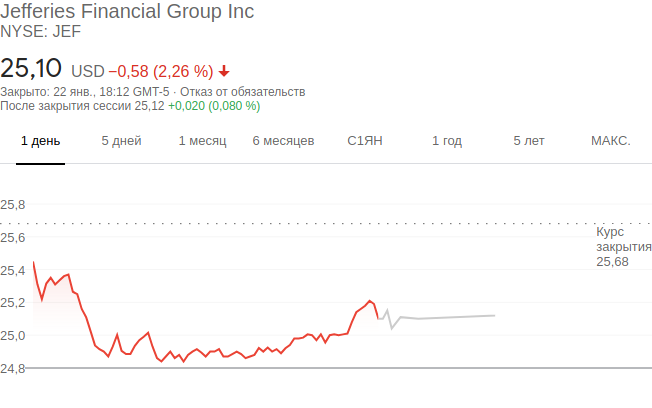 Jefferies Financial Group Inc
NYSE: JEF
25,10 USD −0,58 (2,26 %)
Закрыто: 22 янв., 18:12 GMT-5 · Отказ от обязательств
После закрытия сессии 25,12 +0,020 (0,080 %)
1 день 5 дней 1 месяц 6 месяцев С1ЯН 1 год 5 лет МАКС.
25,8
25,6
Курс
закрытия
25,68
25,4
25,2
25,0
24,8